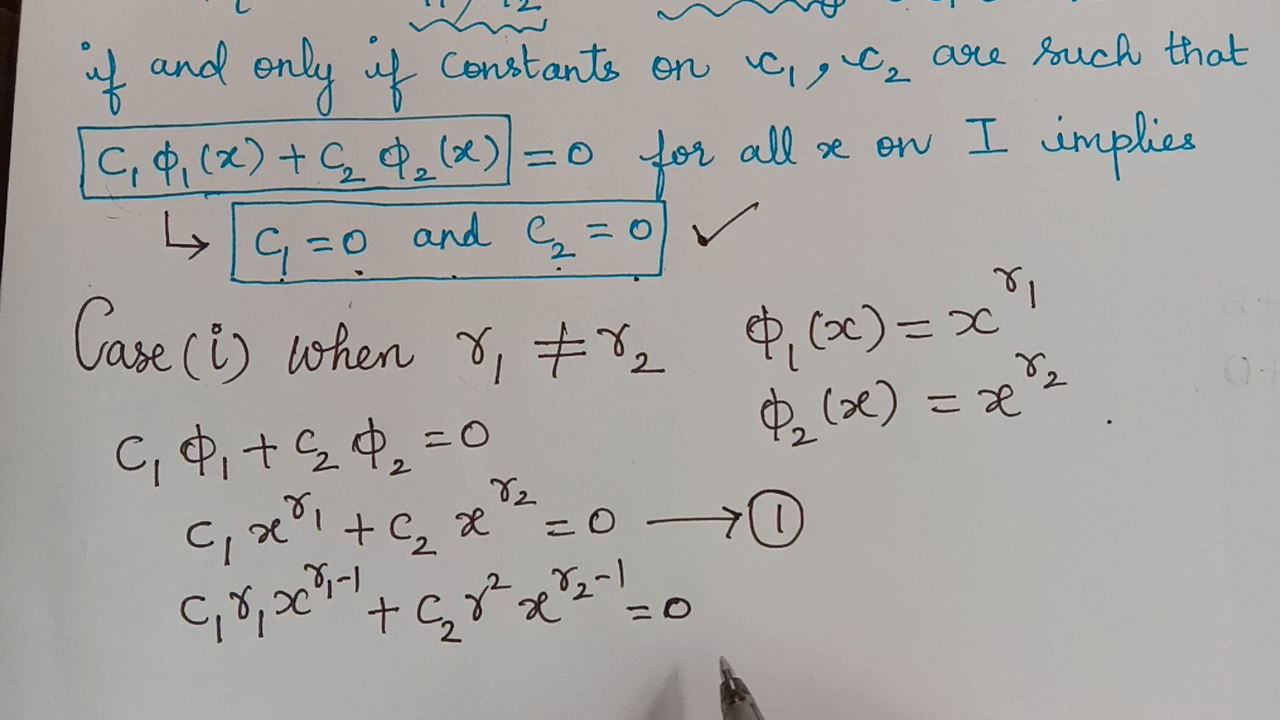 if and only if constants on c₁, c₂ are such that
C₁ ϕ₁(x) + C₂ ϕ₂(x) = 0 for all x on I implies
↳ C₁ = 0 and C₂ = 0 ✓
Case(i) when r₁ ≠ r₂ ϕ₁(x) = x^r₁
ϕ₂(x) = x^r₂
C₁ ϕ₁ + C₂ ϕ₂ = 0
C₁ x^r₁ + C₂ x^r₂ = 0 → ①
C₁ r₁ x^(r₁-1) + C₂ r² x^(r₂-1) = 0